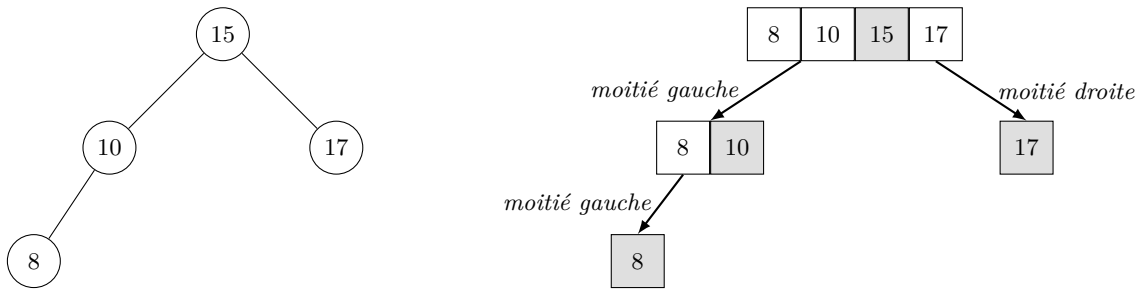 15
8 10 15 17
moitié gauche
moitié droite
10
17
8 10
17
moitié gauche
8
8